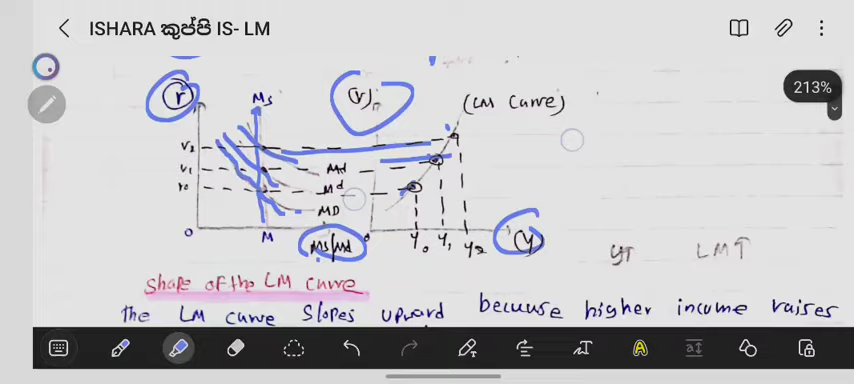 ISHARA කුප්පි IS- LM
213%
r Ms (r) (LM Curve)
r2
r1 Md
r0 Md
MD
0 M Ms/Md 0 Y0 Y1 Y2 (Y)
Y↑ LM↑
Shape of the LM curve
the LM curve Slopes upward because higher income raises